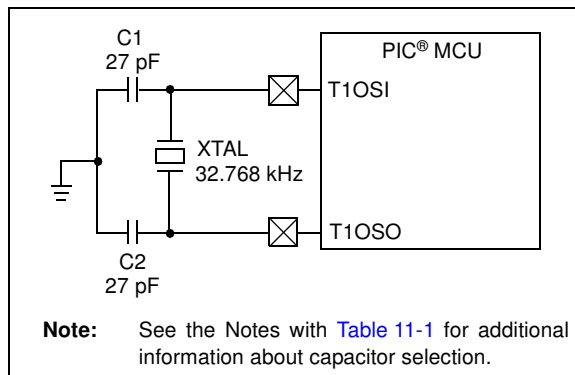 C1
27 pF
PIC® MCU
T1OSI
XTAL
32.768 kHz
T1OSO
C2
27 pF
Note: See the Notes with Table 11-1 for additional
information about capacitor selection.